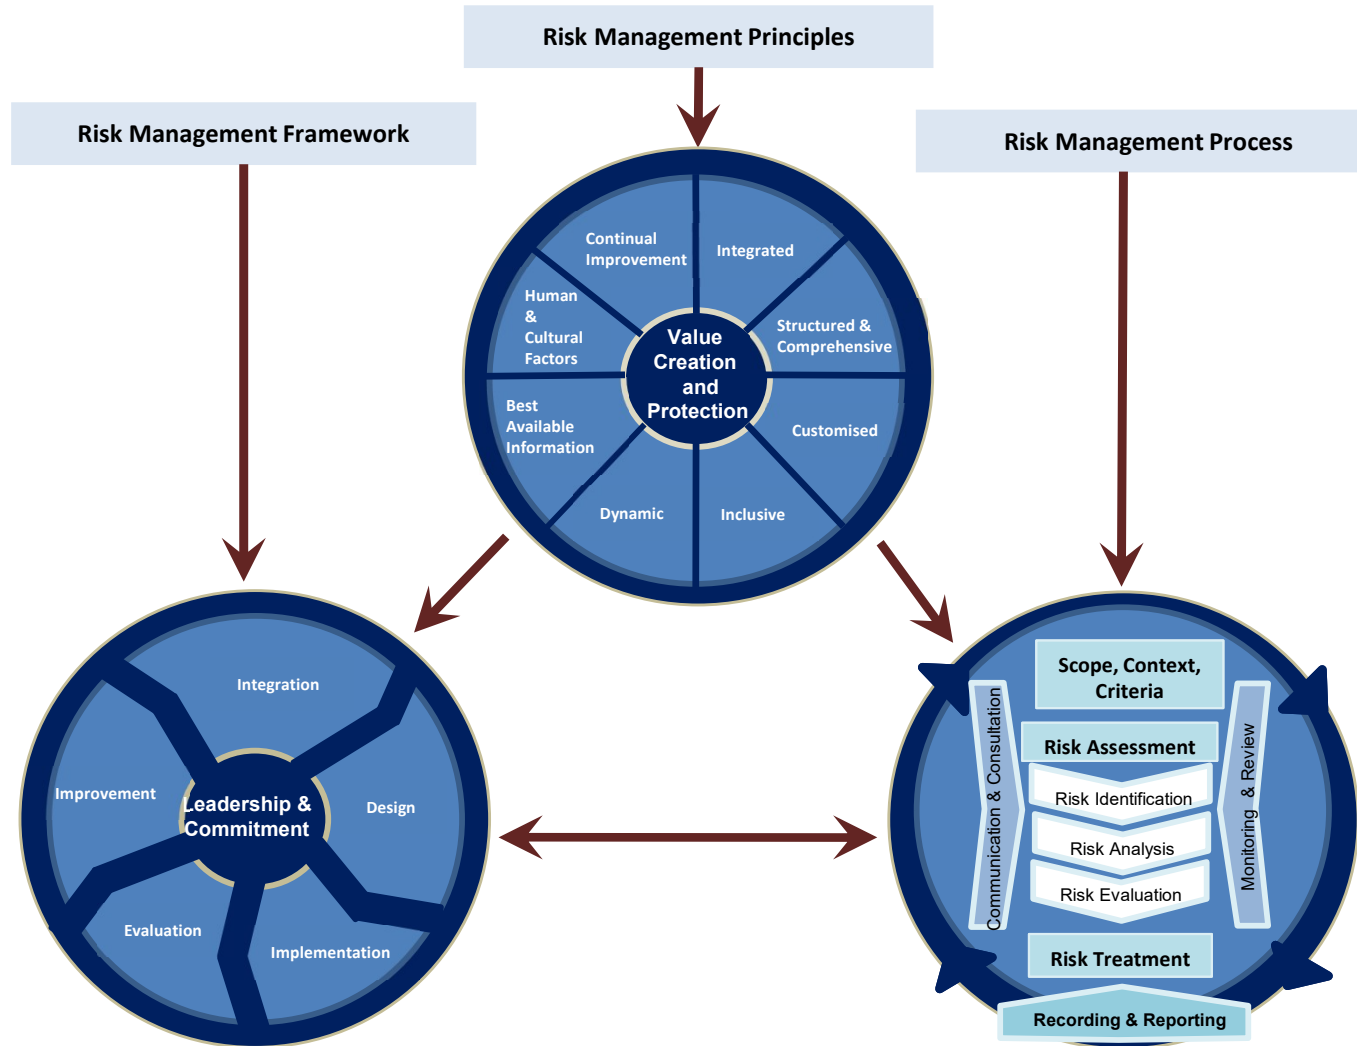 Risk Management Principles
Risk Management Framework
Risk Management Process
Continual
Improvement
Integrated
Human
&
Cultural
Factors
Structured &
Comprehensive
Value
Creation
and
Protection
Best
Available
Information
Customised
Dynamic
Inclusive
Integration
Improvement
Leadership &
Commitment
Design
Evaluation
Implementation
Scope, Context,
Criteria
Communication & Consultation
Risk Assessment
Risk Identification
Risk Analysis
Risk Evaluation
Monitoring & Review
Risk Treatment
Recording & Reporting